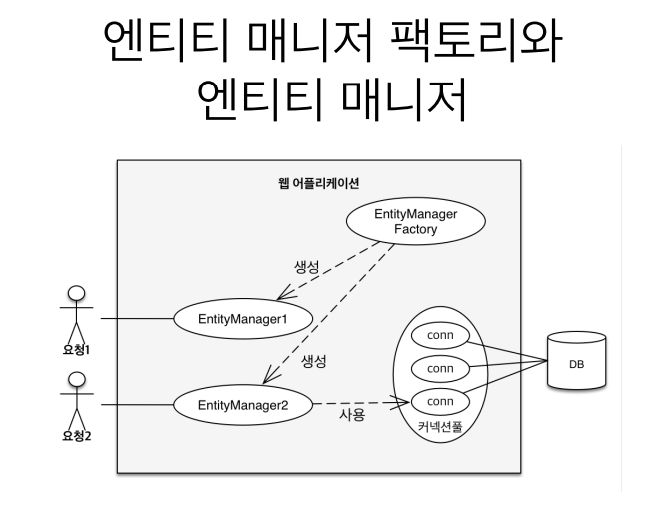 엔티티 매니저 팩토리와
엔티티 매니저
웹 어플리케이션
EntityManager
Factory
생성
EntityManager1
요청1
생성
conn
conn
conn
DB
EntityManager2
사용
커넥션풀
요청2